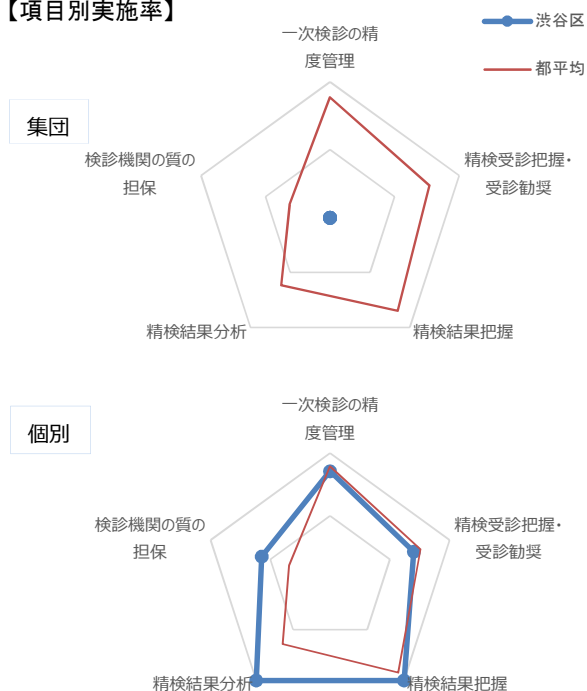 【項目別実施率】
渋谷区
都平均
集団
一次検診の精
度管理
精検受診把握・
受診勧奨
精検結果把握
精検結果分析
検診機関の質の
担保
個別
一次検診の精
度管理
精検受診把握・
受診勧奨
精検結果把握
精検結果分析
検診機関の質の
担保